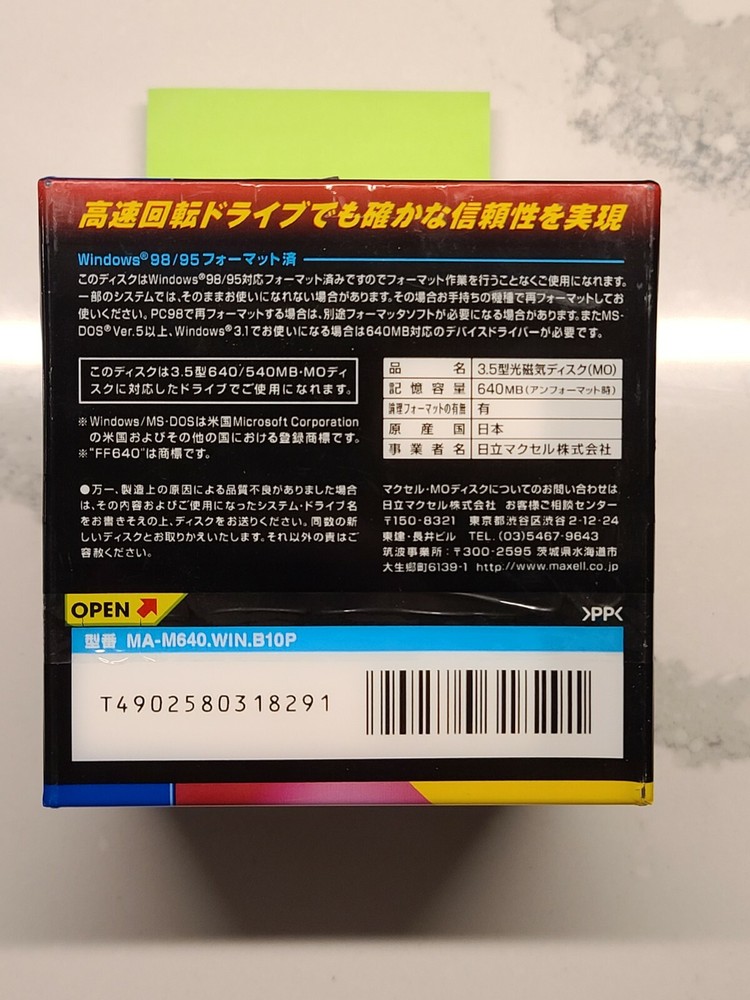 高速回転ドライブでも確かな信頼性を実現
Windows®98/95フォーマット済
このディスクはWindows®98/95対応フォーマット済みですのでフォーマット作業を行うことなくご使用になれます。
一部のシステムでは、そのままお使いになれない場合があります。その場合お手持ちの機種で再フォーマットしてお
使いください。PC98で再フォーマットする場合は、別途フォーマッタソフトが必要になる場合があります。またMS-
DOS®Ver.5以上、Windows®3.1でお使いになる場合は640MB対応のデバイスドライバーが必要です。
このディスクは3.5型640/540MB・MOディ
スクに対応したドライブでご使用になれます。
※Windows/MS-DOSは米国Microsoft Corporation
の米国およびその他の国における登録商標です。
※"FF640"は商標です。
品名 3.5型光磁気ディスク(MO)
記憶容量 640MB(アンフォーマット時)
論理フォーマットの有無 有
原産国 日本
事業者名 日立マクセル株式会社
●万一、製造上の原因による品質不良がありました場合
は、その内容およびご使用になったシステム・ドライブ名
をお書きそえの上、ディスクをお送りください。同数の新
しいディスクとお取りかえいたします。それ以外の責はご
容赦ください。
マクセル・MOディスクについてのお問い合わせは
日立マクセル株式会社 お客様ご相談センター
〒150-8321 東京都渋谷区渋谷2-12-24
東建・長井ビル TEL.(03)5467-9643
筑波事業所:〒300-2595 茨城県水海道市
大生郷町6139-1 http://www.maxell.co.jp
OPEN
>PP<
型番 MA-M640.WIN.B10P
T4902580318291